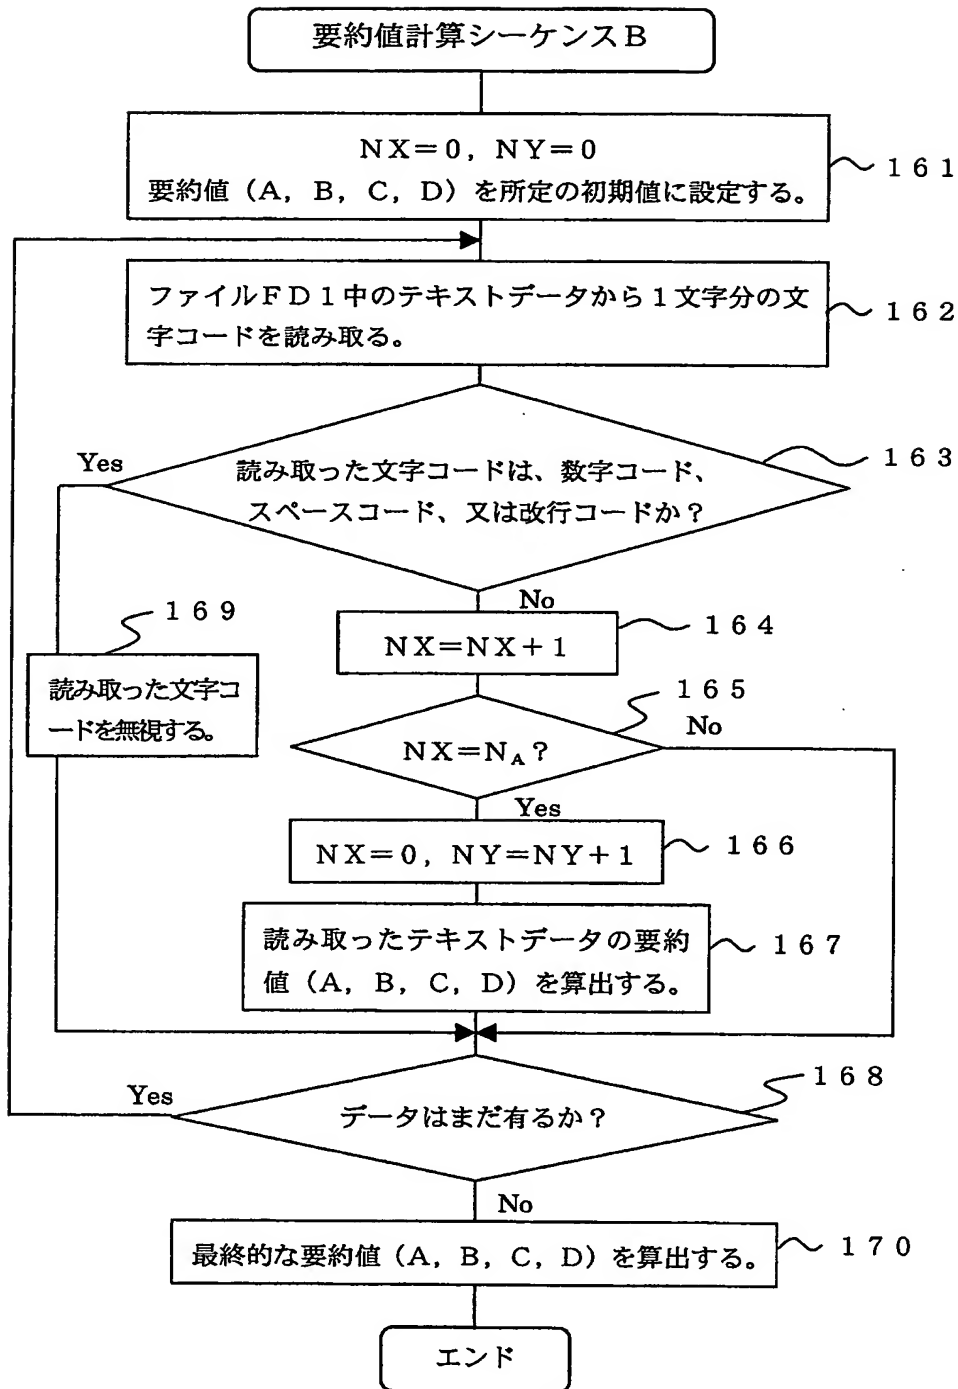 要約値計算シーケンスB
NX=0, NY=0
要約値(A, B, C, D)を所定の初期値に設定する。
161
ファイルFD1中のテキストデータから1文字分の文
字コードを読み取る。
162
読み取った文字コードは、数字コード、
スペースコード、又は改行コードか?
163
Yes
No
169
読み取った文字コ
ードを無視する。
NX=NX+1
164
NX=N_A?
165
No
Yes
NX=0, NY=NY+1
166
読み取ったテキストデータの要約
値(A, B, C, D)を算出する。
167
データはまだ有るか?
168
Yes
No
最終的な要約値(A, B, C, D)を算出する。
170
エンド